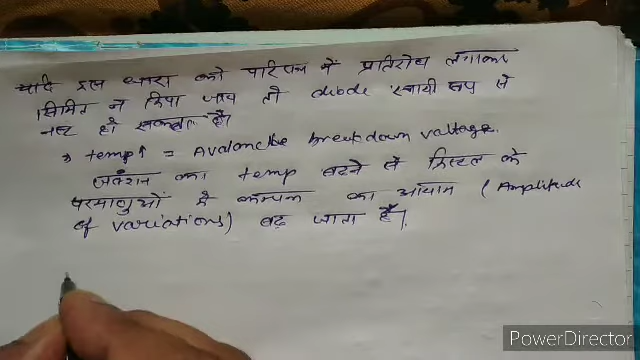 यदि इस धारा को परिपथ में प्रतिरोध लगाकर
सिमित न किया जाय तो diode स्थायी रूप से
नष्ट हो सकता है।
temp↑ = Avalanche breakdown voltage.
जंक्शन का temp बढ़ने से क्रिस्टल के
परमाणुओं में कम्पन का आयाम (Amplitude
of variations) बढ़ जाता है।
PowerDirector